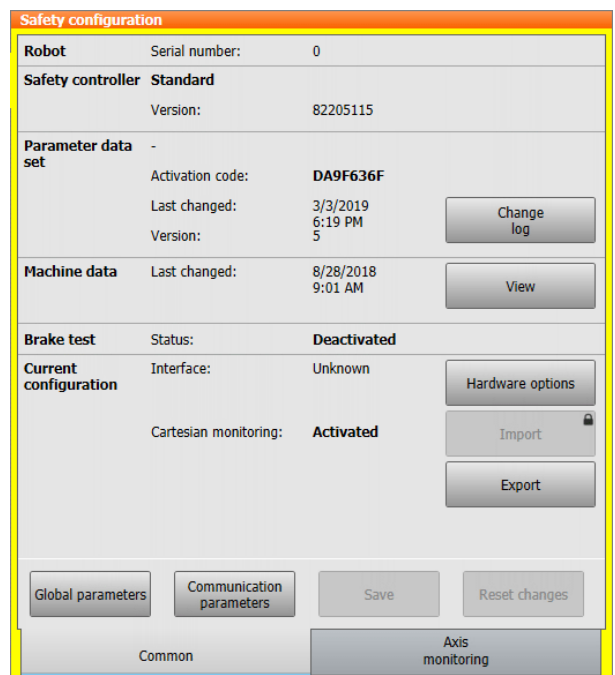 Safety configuration
Robot Serial number: 0
Safety controller Standard
Version: 82205115
Parameter data set -
Activation code: DA9F636F
Last changed: 3/3/2019 6:19 PM
Change log
Version: 5
Machine data Last changed: 8/28/2018 9:01 AM
View
Brake test Status: Deactivated
Current configuration Interface: Unknown
Hardware options
Cartesian monitoring: Activated
Import
Export
Global parameters
Communication parameters
Save
Reset changes
Common
Axis monitoring